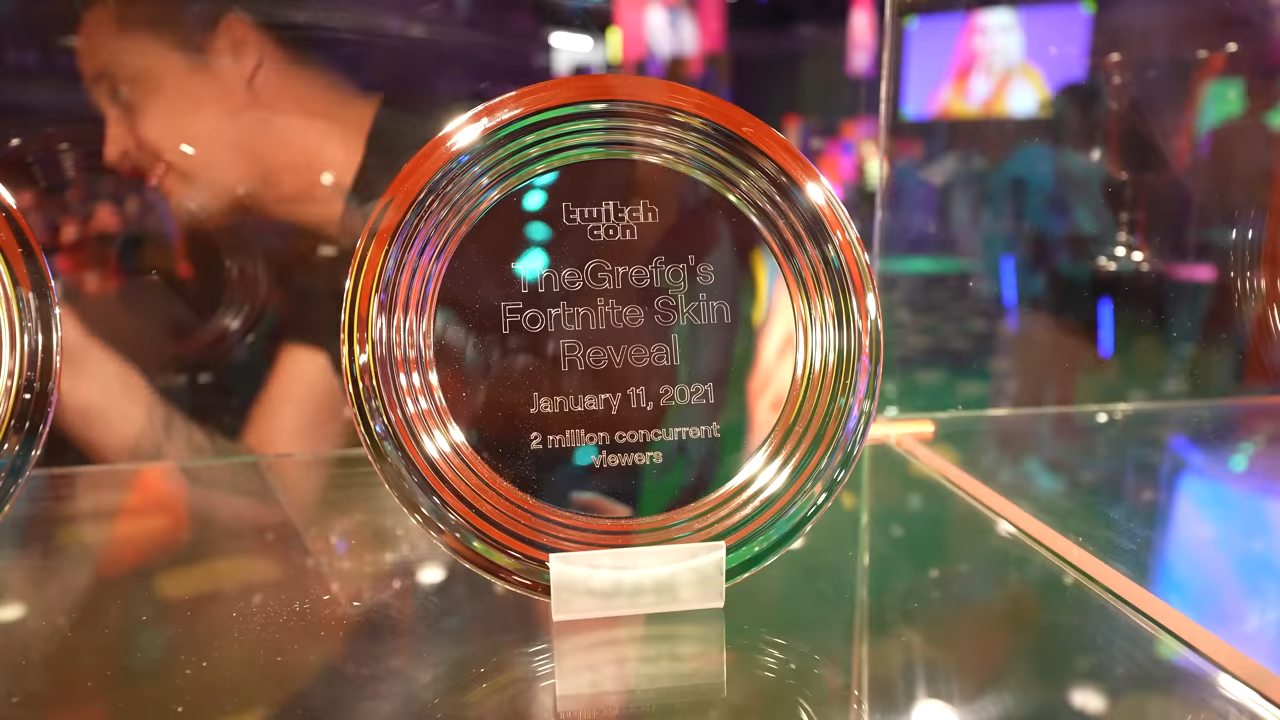 twitch
con
TheGrefg's
Fortnite Skin
Reveal
January 11, 2021
2 million concurrent
viewers